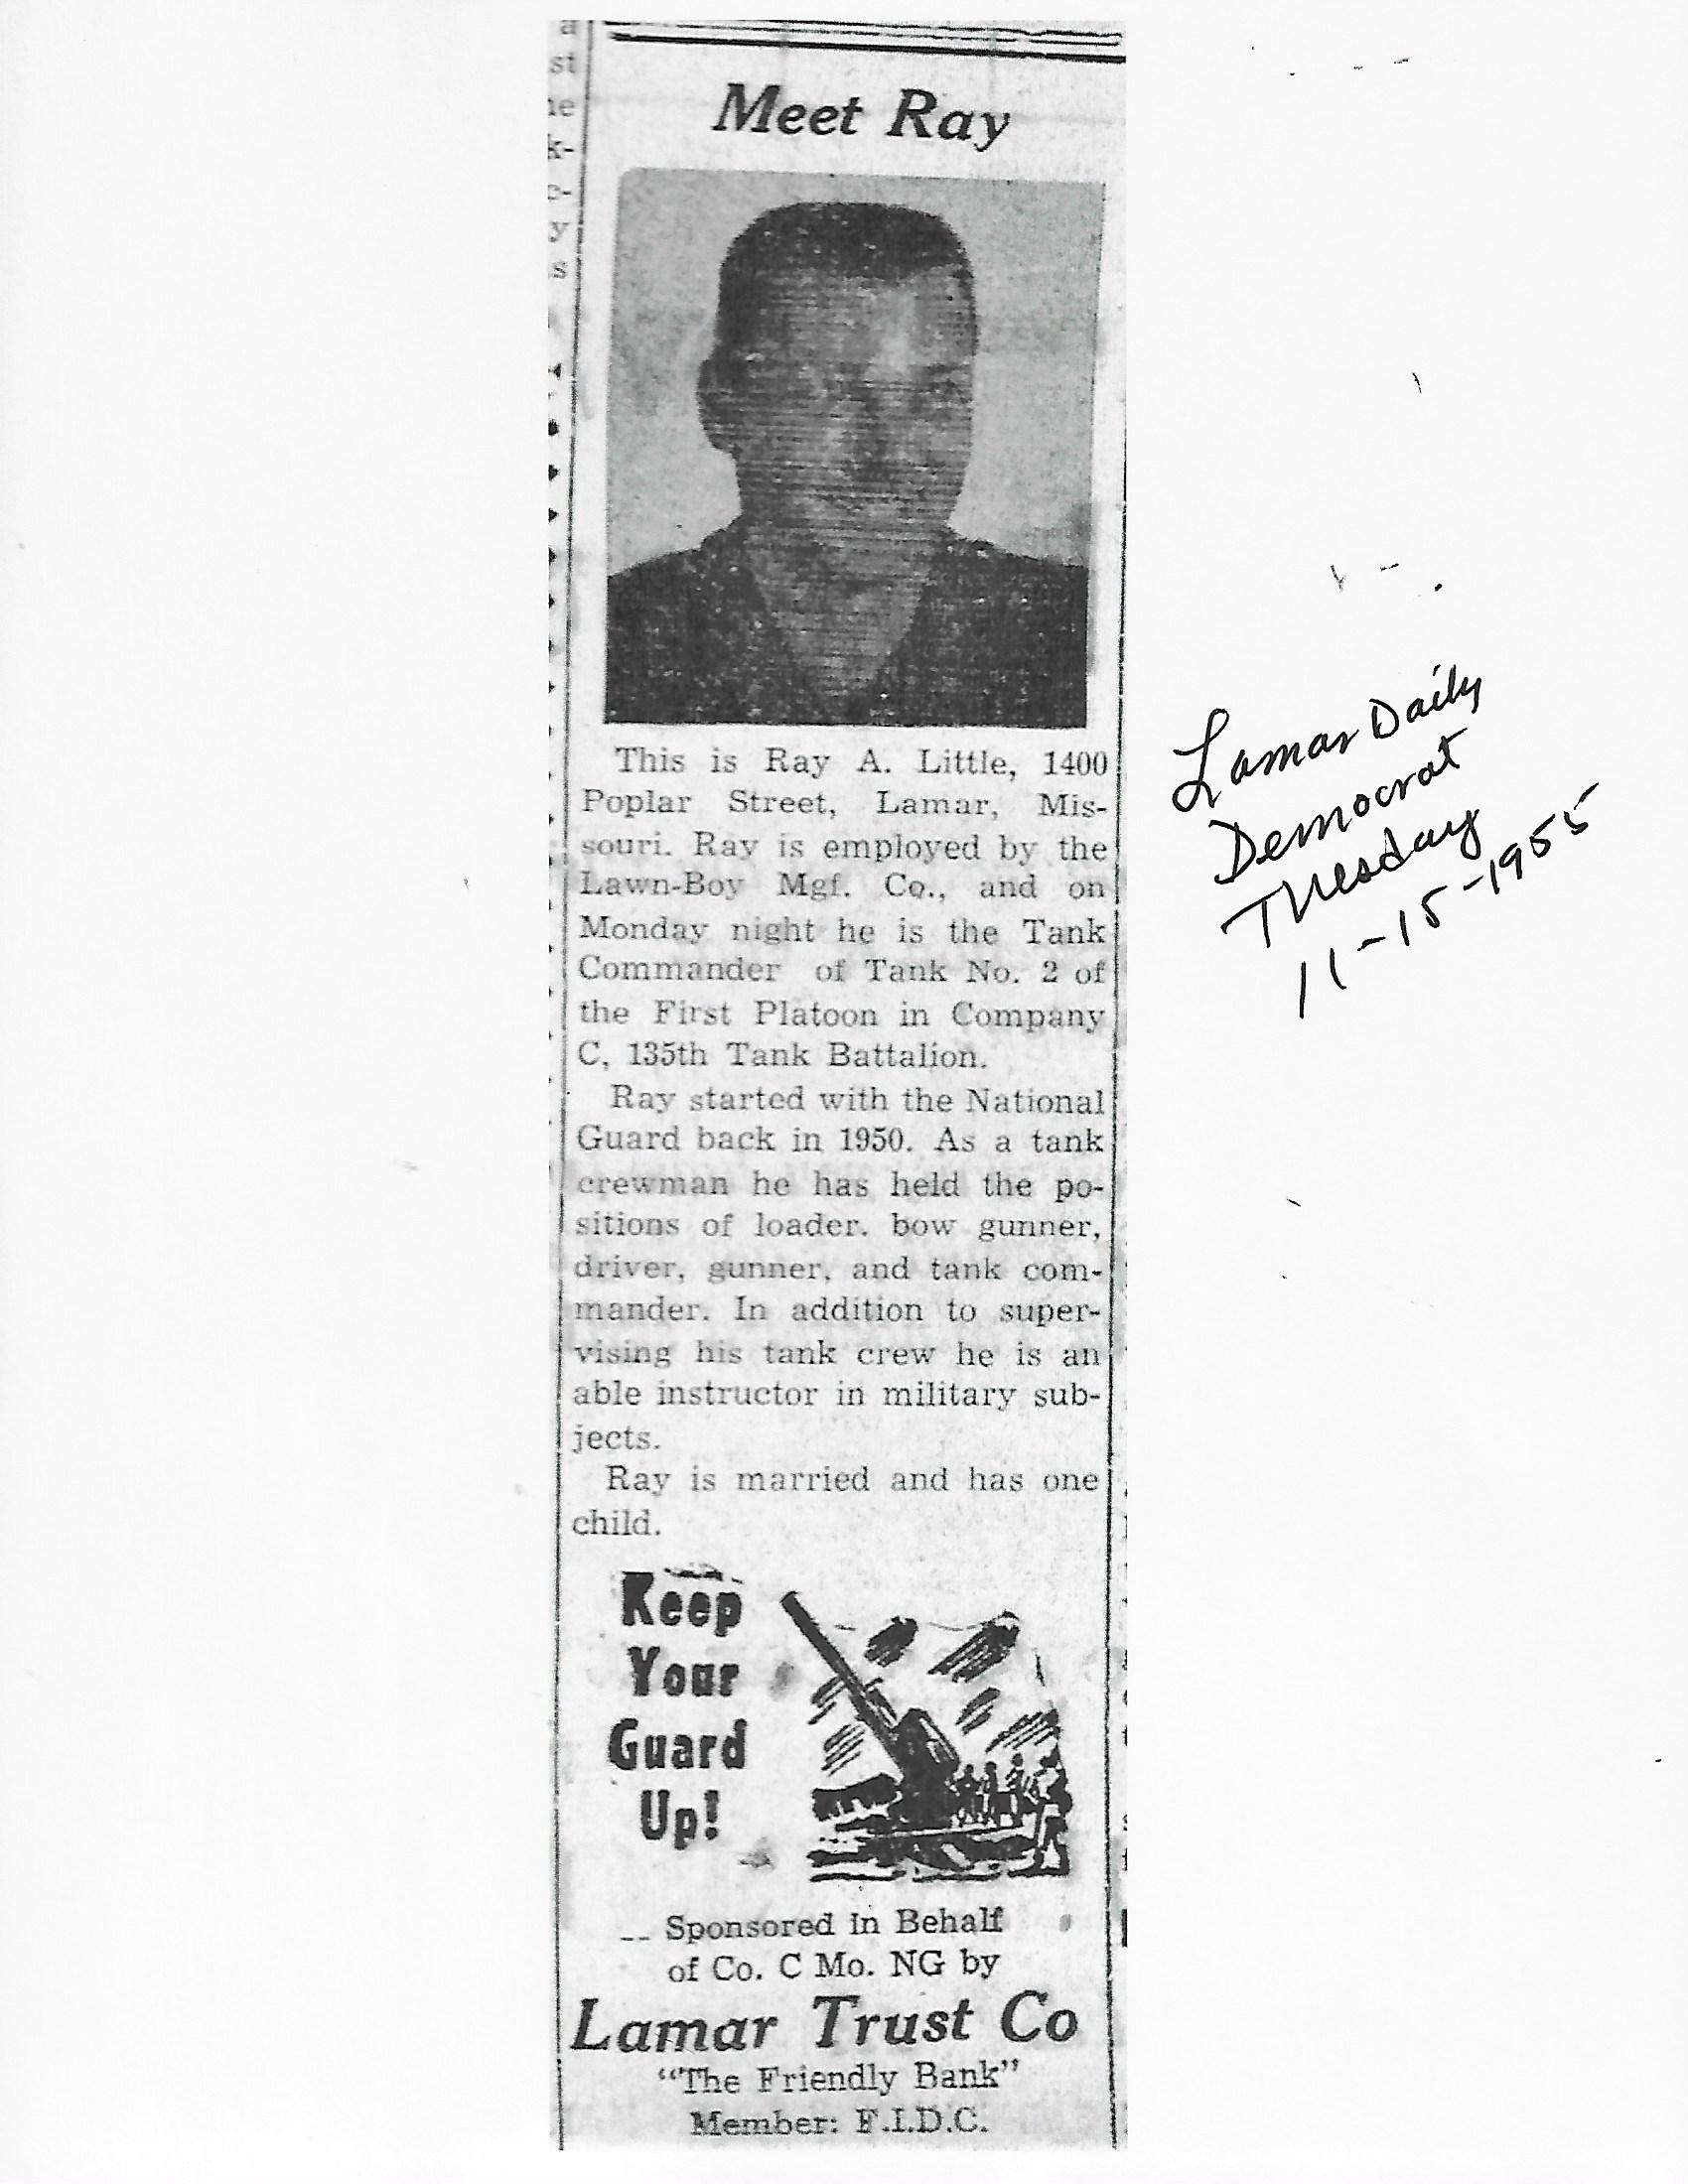 Meet Ray
This is Ray A. Little, 1400
Poplar Street, Lamar, Mis-
souri. Ray is employed by the
Lawn-Boy Mgf. Co., and on
Monday night he is the Tank
Commander of Tank No. 2 of
the First Platoon in Company
C, 135th Tank Battalion.
Ray started with the National
Guard back in 1950. As a tank
crewman he has held the po-
sitions of loader. bow gunner,
driver, gunner, and tank com-
mander. In addition to super-
vising his tank crew he is an
able instructor in military sub-
jects.
Ray is married and has one
child.
Keep
Your
Guard
Up!
Sponsored In Behalf
of Co. C Mo. NG by
Lamar Trust Co
"The Friendly Bank"
Member: F.I.D.C.
Lamar Daily
Democrat
Tuesday
11-15-1955